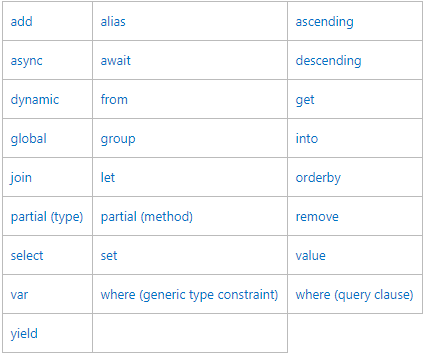 add alias ascending
async await descending
dynamic from get
global group into
join let orderby
partial (type) partial (method) remove
select set value
var where (generic type constraint) where (query clause)
yield